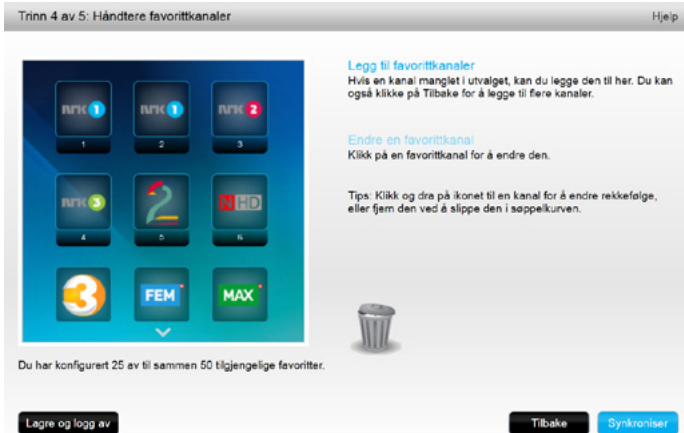 Trinn 4 av 5: Håndtere favorittkanaler
Hjelp
NRK 1
NRK 1
NRK 2
1
2
3
NRK 3
2
N HD
4
5
6
3
FEM
MAX
Du har konfigurert 25 av til sammen 50 tilgjengelige favoritter.
Legg til favorittkanaler
Hvis en kanal manglet i utvalget, kan du legge den til her. Du kan
også klikke på Tilbake for å legge til flere kanaler.
Endre en favorittkanal
Klikk på en favorittkanal for å endre den.
Tips: Klikk og dra på ikonet til en kanal for å endre rekkefølge,
eller fjern den ved å slippe den i søppelkurven.
Lagre og logg av
Tilbake
Synkroniser